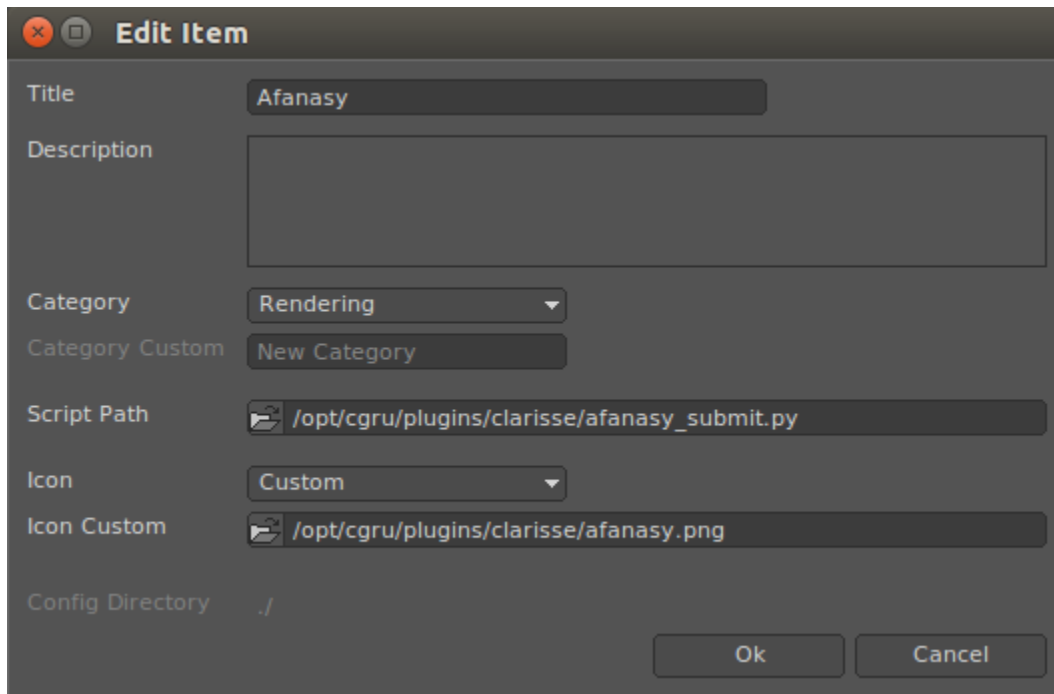 Edit Item
Title Afanasy
Description
Category Rendering
Category Custom New Category
Script Path /opt/cgru/plugins/clarisse/afanasy_submit.py
Icon Custom
Icon Custom /opt/cgru/plugins/clarisse/afanasy.png
Config Directory ./
Ok Cancel